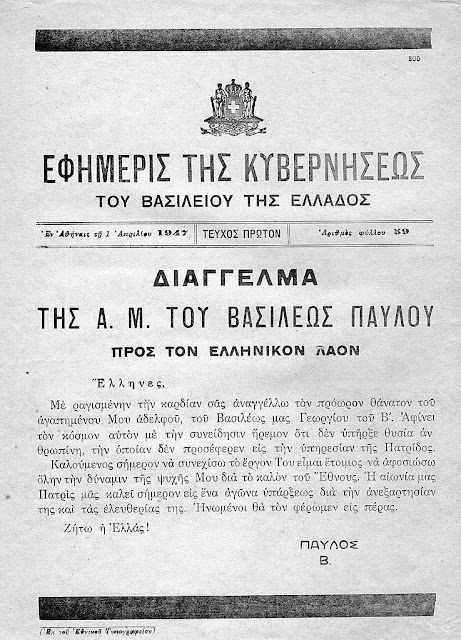 305
ΕΦΗΜΕΡΙΣ ΤΗΣ ΚΥΒΕΡΝΗΣΕΩΣ
ΤΟΥ ΒΑΣΙΛΕΙΟΥ ΤΗΣ ΕΛΛΑΔΟΣ
Ἐν Ἀθήναις τῇ 1 Ἀπριλίου 1947 ΤΕΥΧΟΣ ΠΡΩΤΟΝ Ἀριθμὸς φύλλου 59
ΔΙΑΓΓΕΛΜΑ
ΤΗΣ Α. Μ. ΤΟΥ ΒΑΣΙΛΕΩΣ ΠΑΥΛΟΥ
ΠΡΟΣ ΤΟΝ ΕΛΛΗΝΙΚΟΝ ΛΑΟΝ
Ἕλληνες,
Μὲ ραγισμένην τὴν καρδίαν σᾶς ἀναγγέλλω τὸν πρόωρον θάνατον τοῦ
ἀγαπημένου Μου ἀδελφοῦ, τοῦ Βασιλέως μας Γεωργίου τοῦ Β΄. Ἀφίνει
τὸν κόσμον αὐτὸν μὲ τὴν συνείδησιν ἤρεμον ὅτι δὲν ὑπῆρξε θυσία ἀν
θρωπίνη, τὴν ὁποίαν δὲν προσέφερεν εἰς τὴν ὑπηρεσίαν τῆς Πατρίδος.
Καλούμενος σήμερον νὰ συνεχίσω τὸ ἔργον Του εἶμαι ἕτοιμος νὰ ἀφοσιώσω
ὅλην τὴν δύναμιν τῆς ψυχῆς Μου διὰ τὸ καλὸν τοῦ Ἔθνους. Ἡ αἰωνία μας
Πατρὶς μᾶς καλεῖ σήμερον εἰς ἕνα ἀγῶνα ὑπάρξεως διὰ τὴν ἀνεξαρτησίαν
της καὶ τὰς ἐλευθερίας της. Ἡνωμένοι θὰ τὸν φέρωμεν εἰς πέρας.
Ζήτω ἡ Ἑλλάς!
ΠΑΥΛΟΣ
Β.
(Ἐκ τοῦ Ἐθνικοῦ Τυπογραφείου)